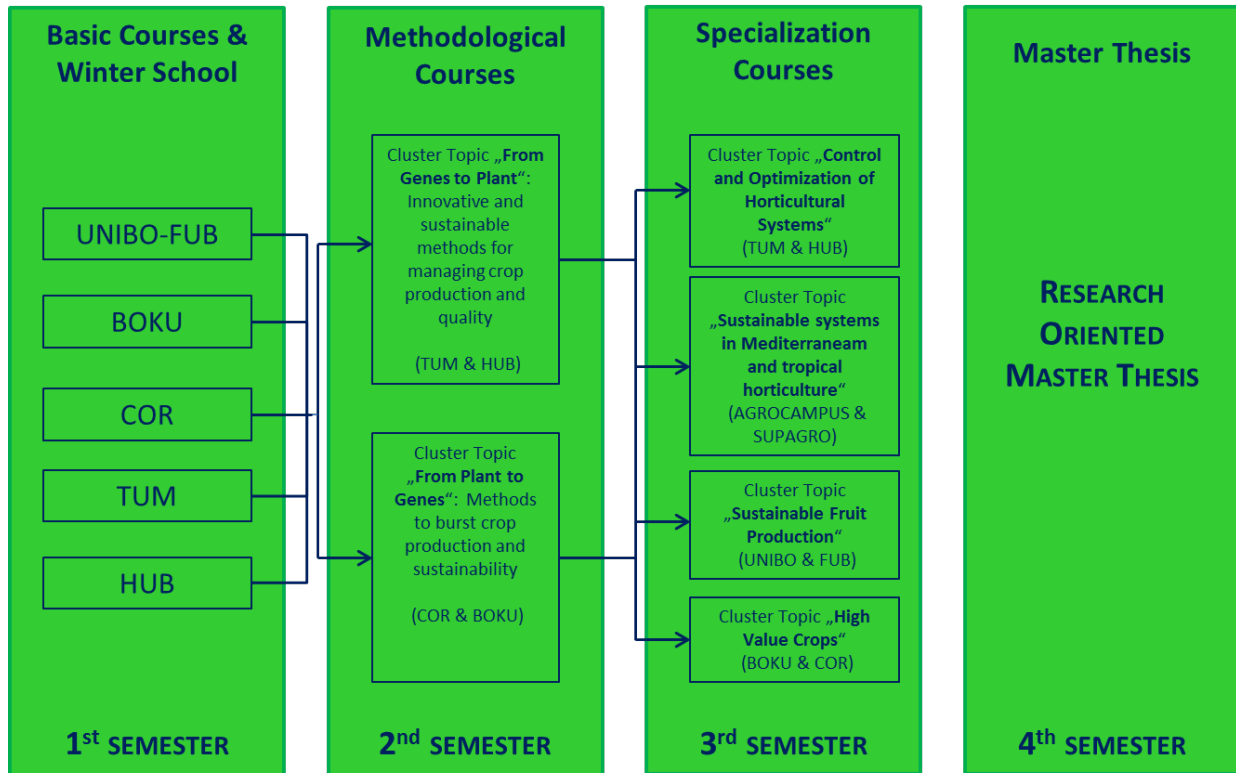 Basic Courses &
Winter School
UNIBO-FUB
BOKU
COR
TUM
HUB
1st SEMESTER
Methodological
Courses
Cluster Topic „From
Genes to Plant“:
Innovative and
sustainable
methods for
managing crop
production and
quality
(TUM & HUB)
Cluster Topic
„From Plant to
Genes“: Methods
to burst crop
production and
sustainability
(COR & BOKU)
2nd SEMESTER
Specialization
Courses
Cluster Topic „Control
and Optimization of
Horticultural
Systems“
(TUM & HUB)
Cluster Topic
„Sustainable systems
in Mediterraneam
and tropical
horticulture“
(AGROCAMPUS &
SUPAGRO)
Cluster Topic
„Sustainable Fruit
Production“
(UNIBO & FUB)
Cluster Topic „High
Value Crops“
(BOKU & COR)
3rd SEMESTER
Master Thesis
RESEARCH
ORIENTED
MASTER THESIS
4th SEMESTER